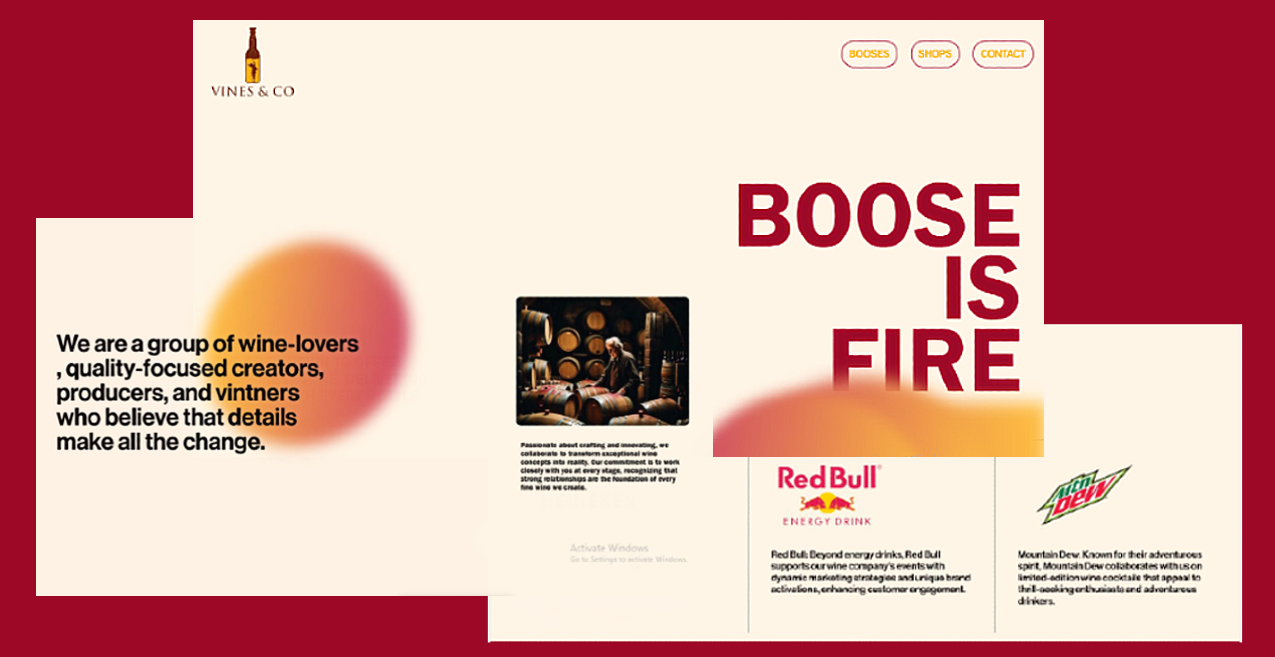 VINES & CO
BOOSES
SHOPS
CONTACT
BOOSE
IS
FIRE
We are a group of wine-lovers
, quality-focused creators,
producers, and vintners
who believe that details
make all the change.
Passionate about crafting and innovating, we
collaborate to transform exceptional wine
concepts into reality. Our commitment is to work
closely with you at every stage, recognizing that
strong relationships are the foundation of every
fine wine we create.
Activate Windows
Go to Settings to activate Windows.
Red Bull®
ENERGY DRINK
Red Bull: Beyond energy drinks, Red Bull
supports our wine company's events with
dynamic marketing strategies and unique brand
activations, enhancing customer engagement.
Mtn
DEW
Mountain Dew: Known for their adventurous
spirit, Mountain Dew collaborates with us on
limited-edition wine cocktails that appeal to
thrill-seeking enthusiasts and adventurous
drinkers.